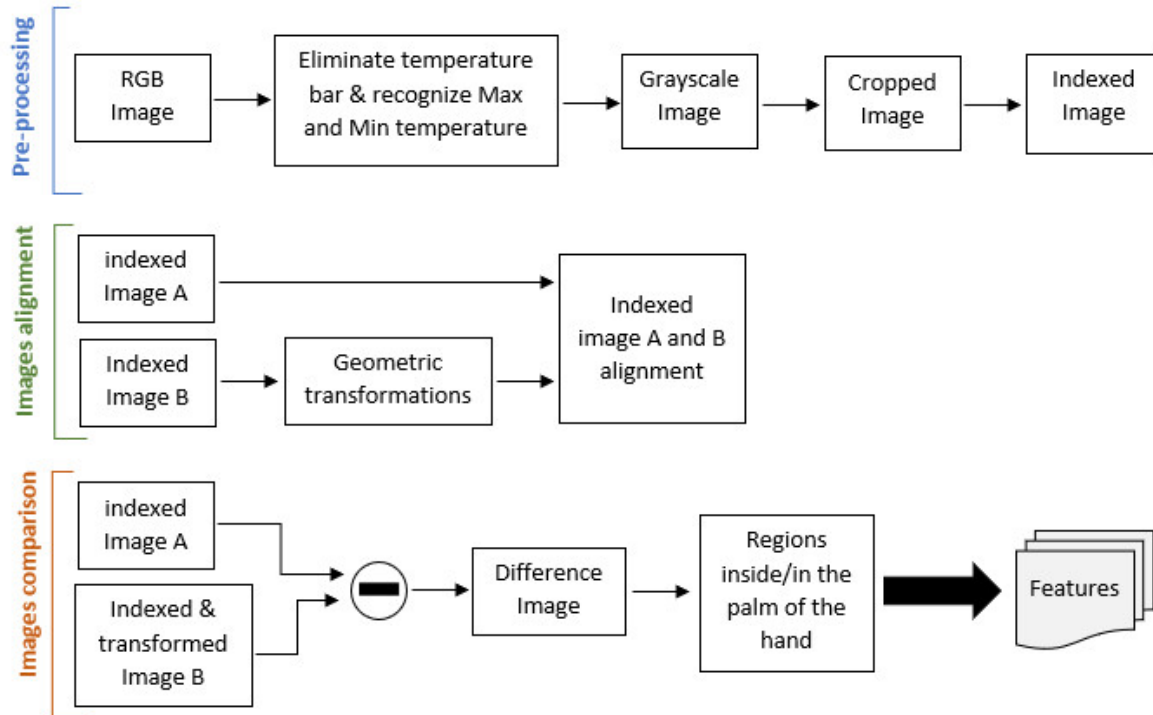 Pre-processing
RGB
Image
Eliminate temperature
bar & recognize Max
and Min temperature
Grayscale
Image
Cropped
Image
Indexed
Image
Images alignment
indexed
Image A
Indexed
Image B
Geometric
transformations
Indexed
image A and B
alignment
Images comparison
indexed
Image A
Indexed &
transformed
Image B
Difference
Image
Regions
inside/in the
palm of the
hand
Features